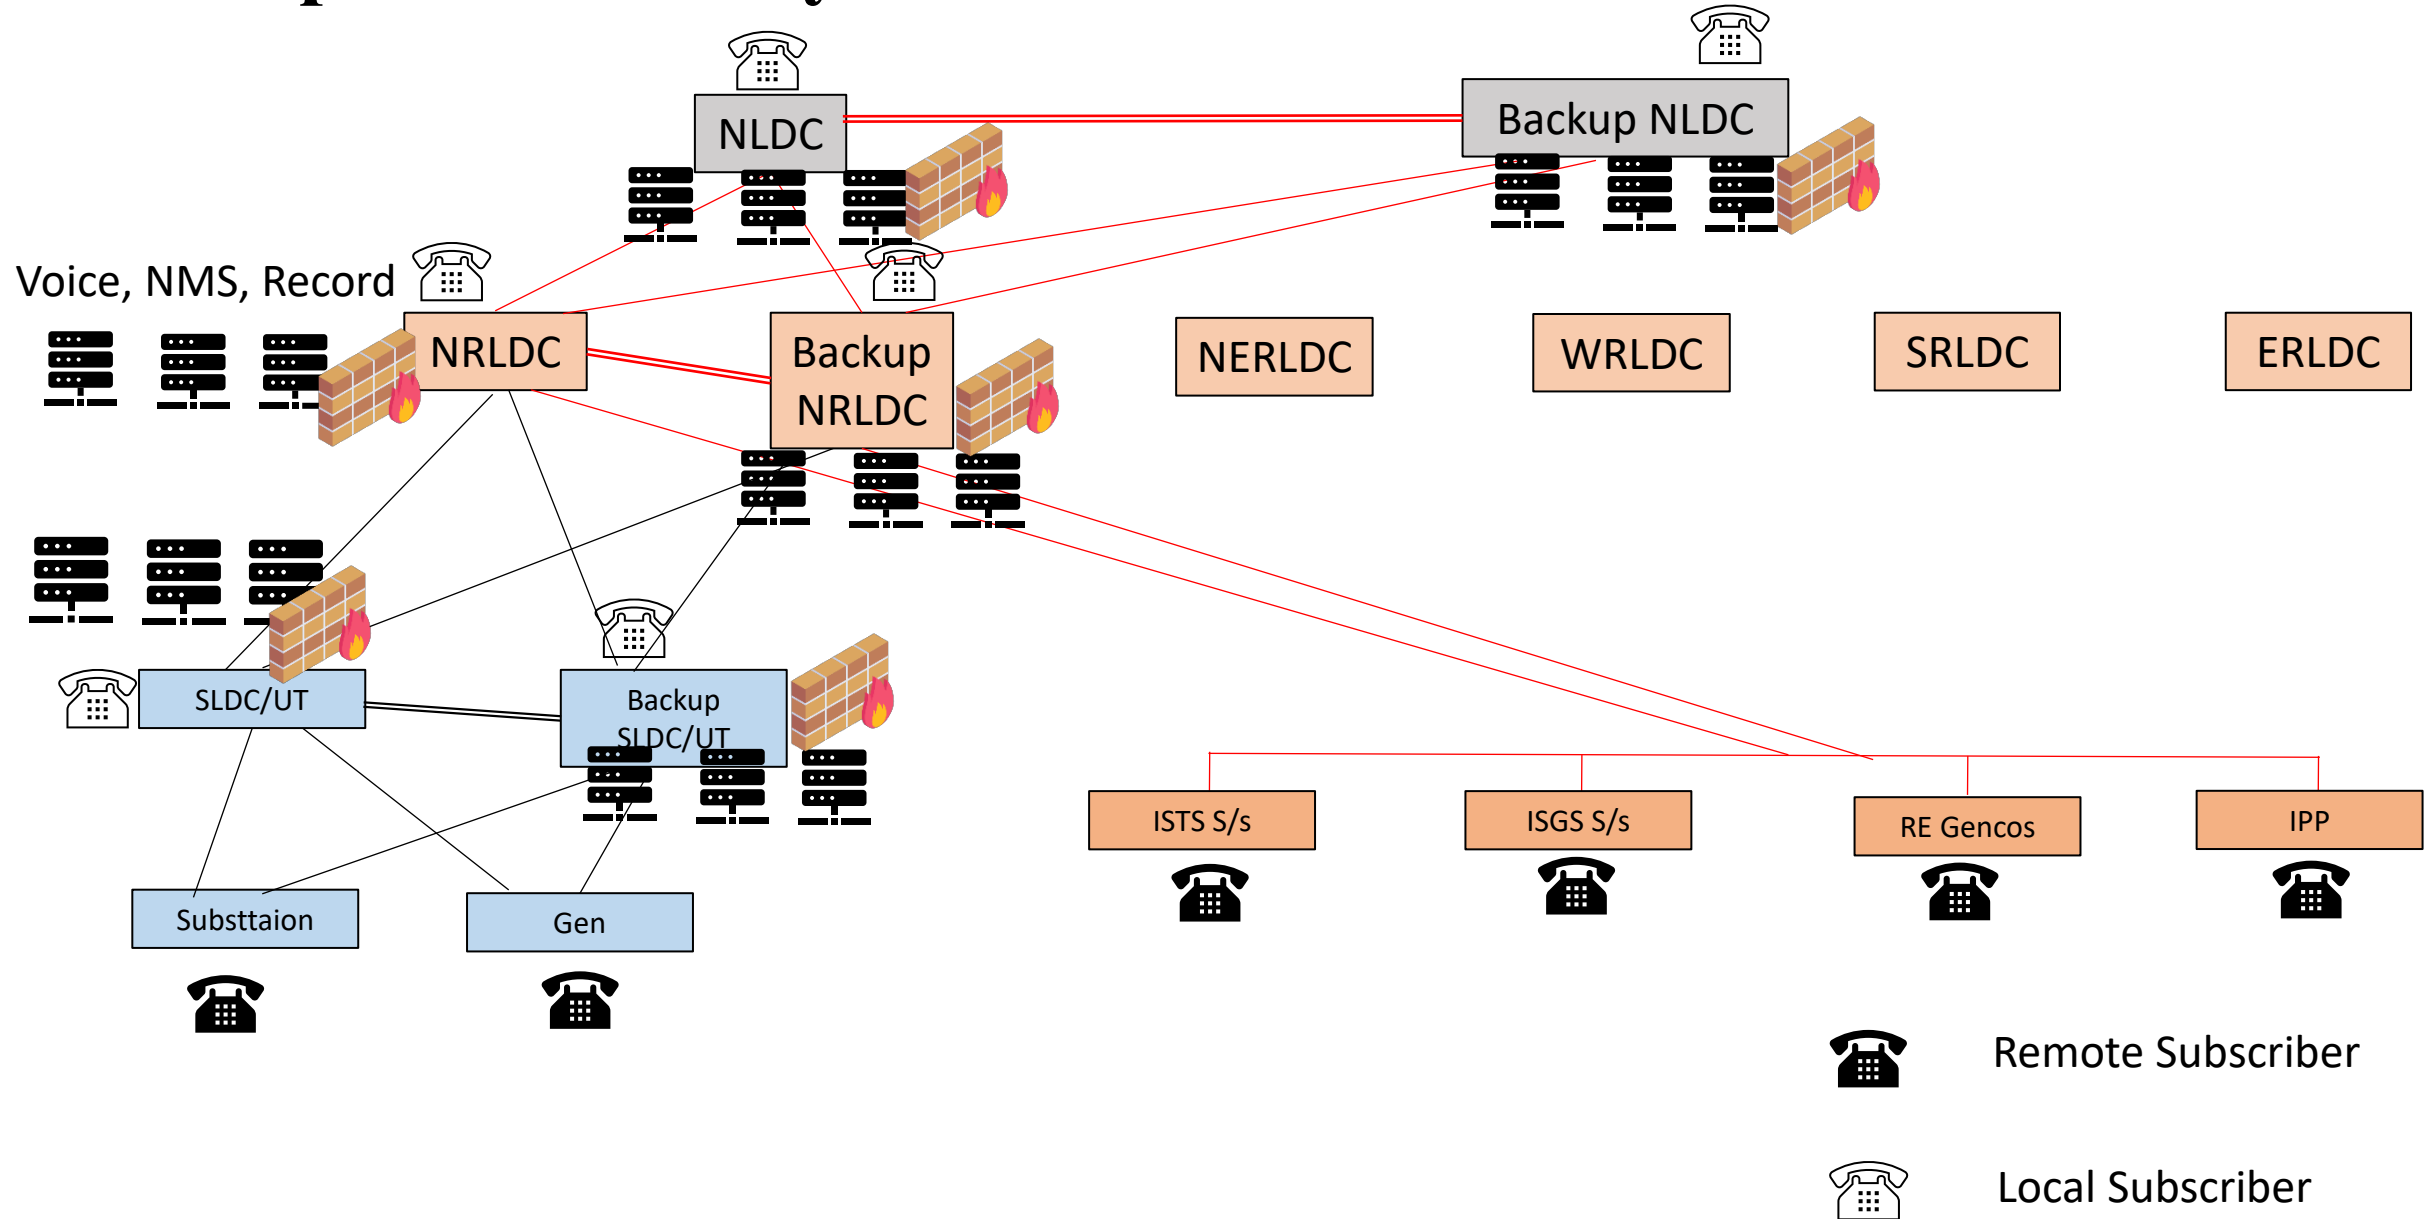 NLDC
Backup NLDC
Voice, NMS, Record
NRLDC
Backup
NRLDC
NERLDC
WRLDC
SRLDC
ERLDC
SLDC/UT
Backup
SLDC/UT
ISTS S/s
ISGS S/s
RE Gencos
IPP
Substtaion
Gen
Remote Subscriber
Local Subscriber